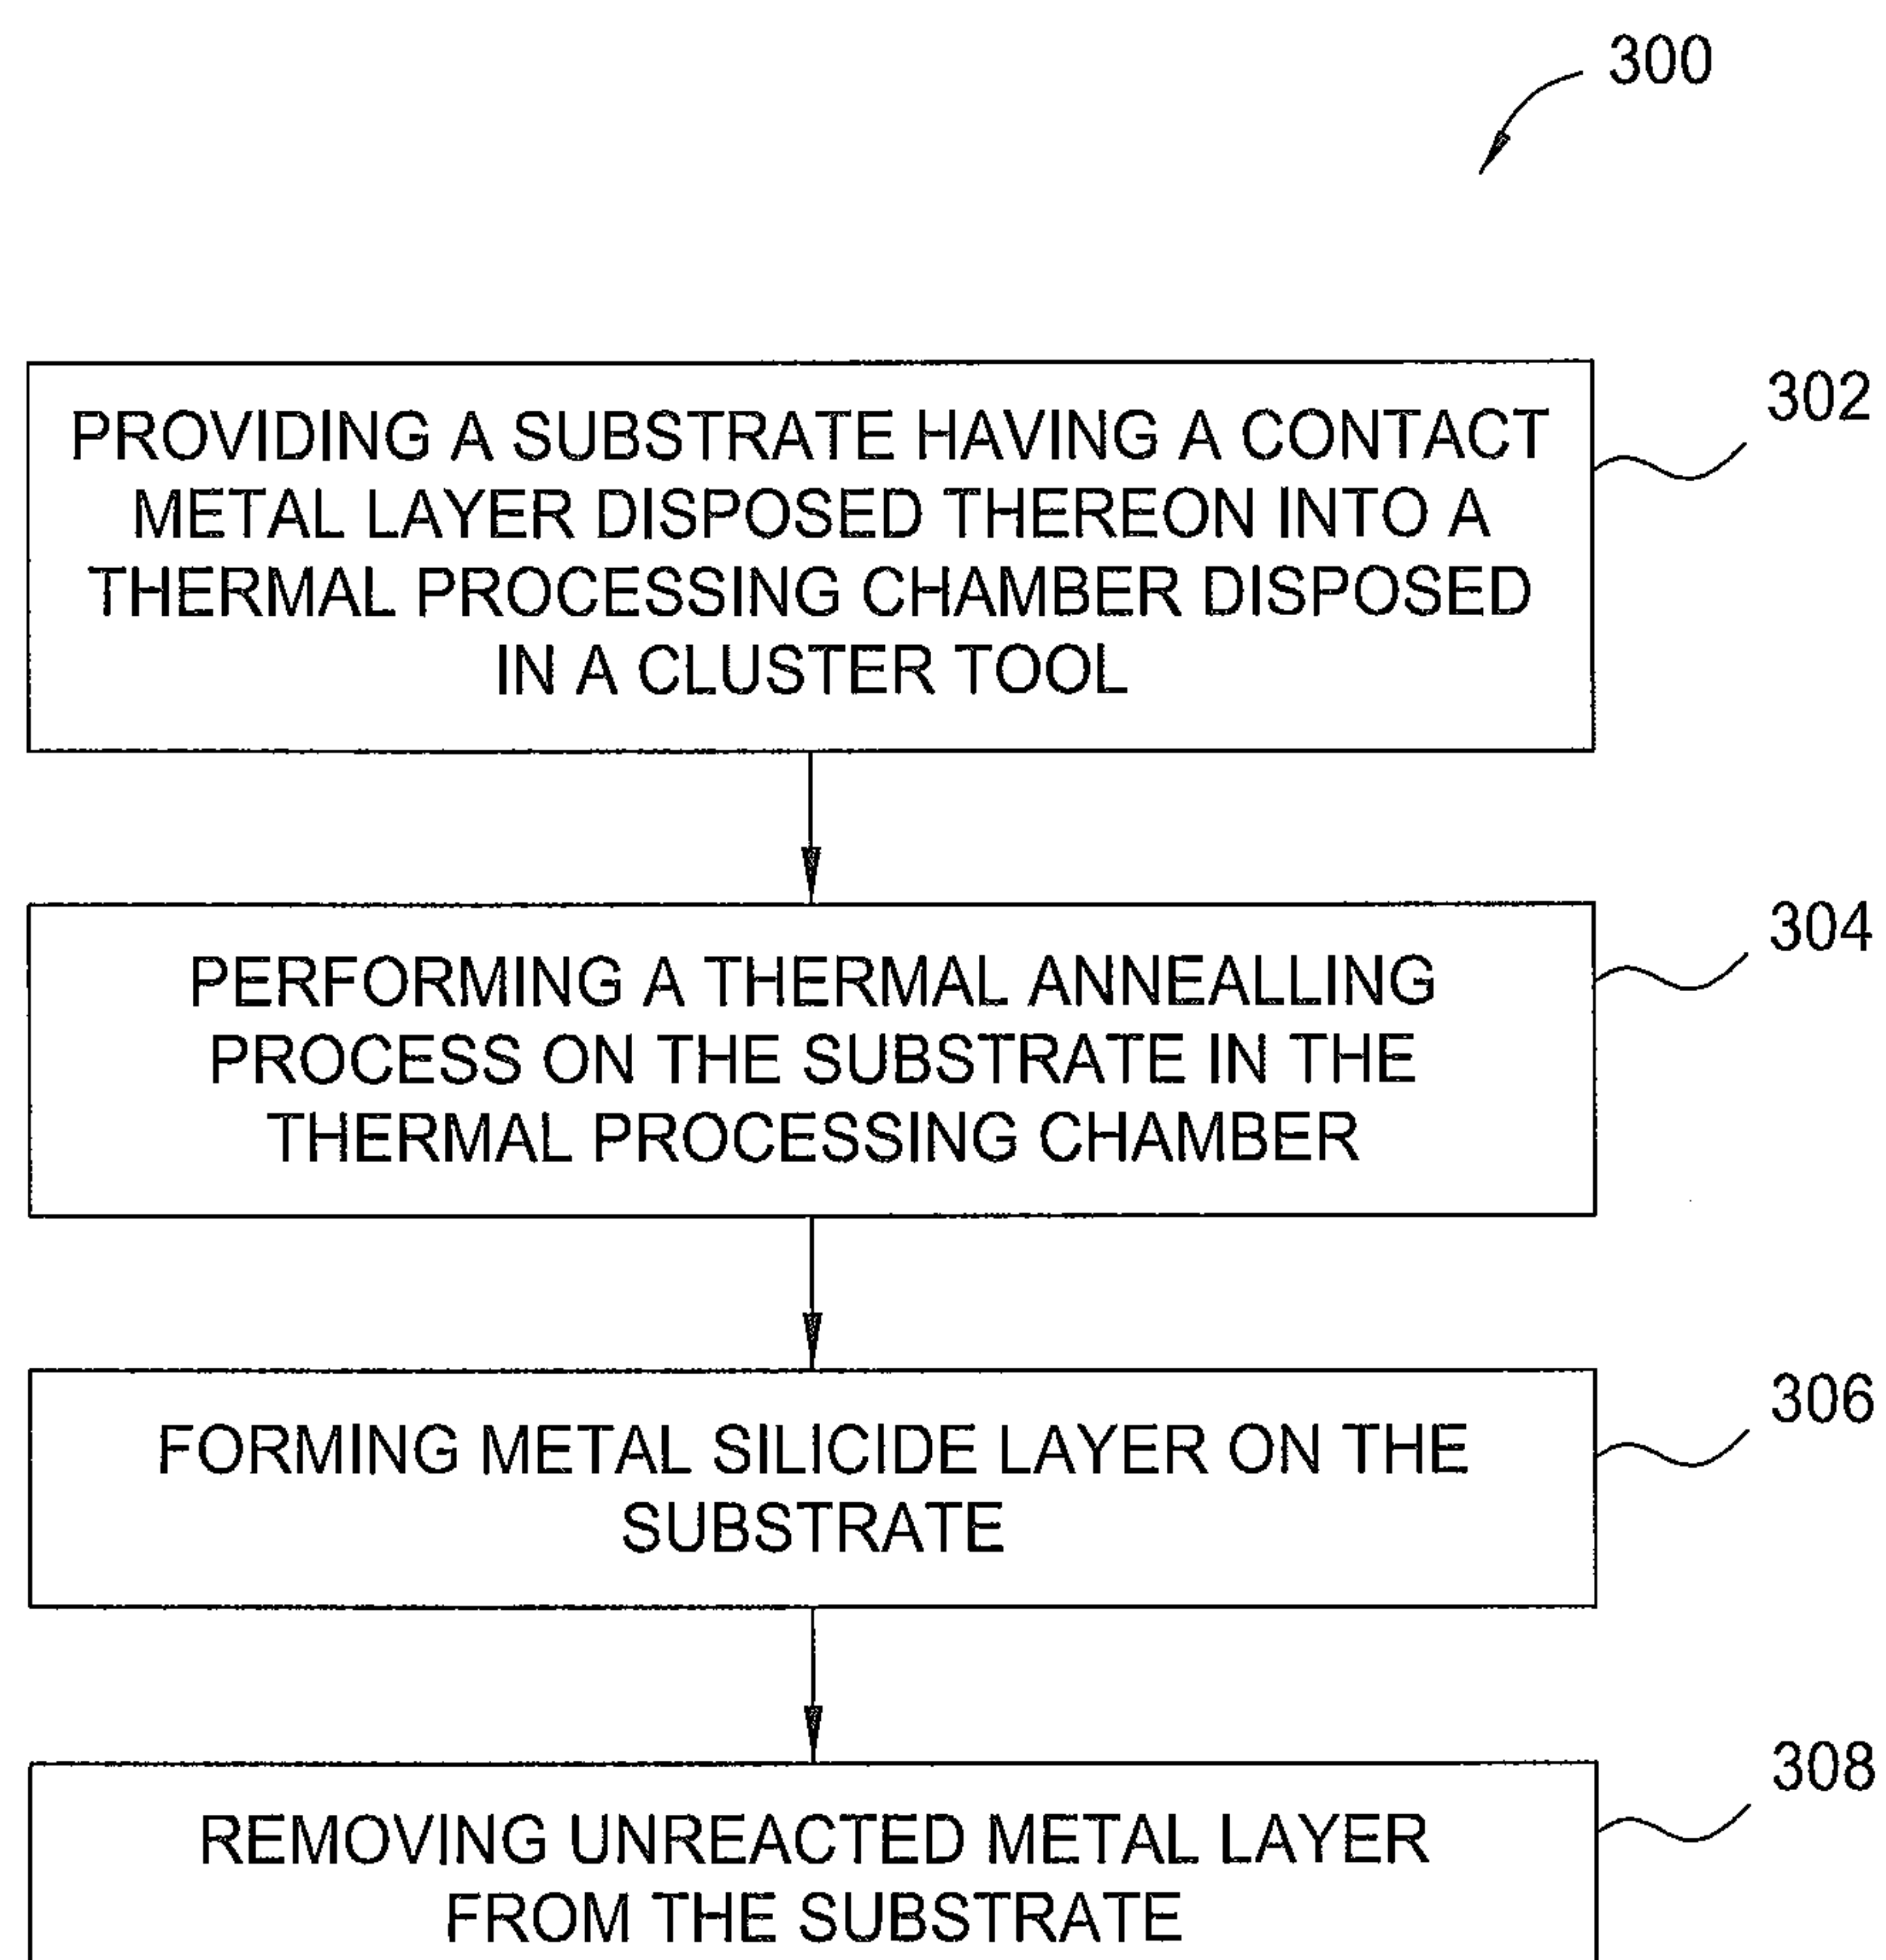 300
302
PROVIDING A SUBSTRATE HAVING A CONTACT
METAL LAYER DISPOSED THEREON INTO A
THERMAL PROCESSING CHAMBER DISPOSED
IN A CLUSTER TOOL
304
PERFORMING A THERMAL ANNEALLING
PROCESS ON THE SUBSTRATE IN THE
THERMAL PROCESSING CHAMBER
306
FORMING METAL SILICIDE LAYER ON THE
SUBSTRATE
308
REMOVING UNREACTED METAL LAYER
FROM THE SUBSTRATE